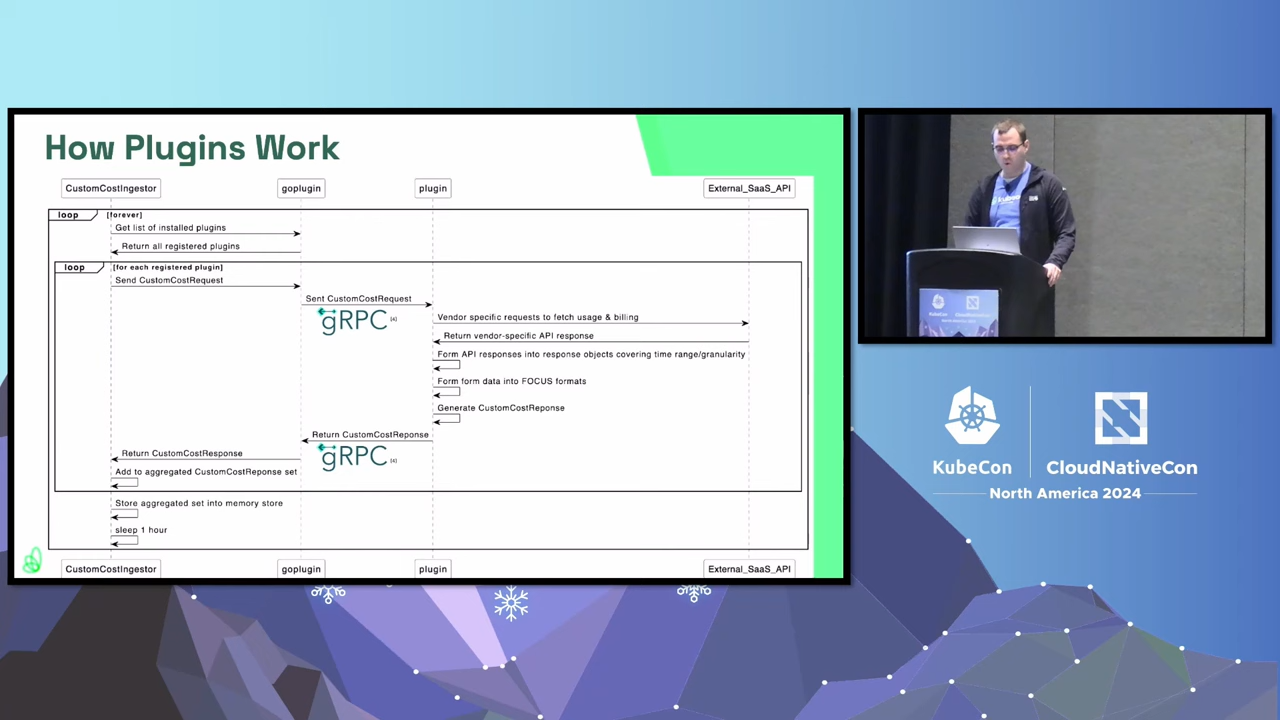 How Plugins Work
CustomCostIngestor
goplugin
plugin
External_SaaS_API
loop
[forever]
Get list of installed plugins
Return all registered plugins
loop
[for each registered plugin]
Send CustomCostRequest
Sent CustomCostRequest
gRPC [4]
Vendor specific requests to fetch usage & billing
Return vendor-specific API response
Form API responses into response objects covering time range/granularity
Form form data into FOCUS formats
Generate CustomCostReponse
Return CustomCostReponse
gRPC [4]
Return CustomCostResponse
Add to aggregated CustomCostReponse set
Store aggregated set into memory store
sleep 1 hour
CustomCostIngestor
goplugin
plugin
External_SaaS_API
KubeCon
CloudNativeCon
North America 2024
KubeCon
CloudNativeCon